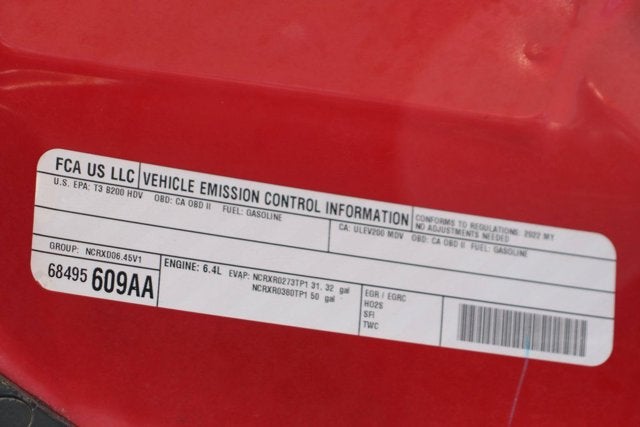 FCA US LLC
VEHICLE EMISSION CONTROL INFORMATION
CONFORMS TO REGULATIONS: 2022 MY
NO ADJUSTMENTS NEEDED
U.S. EPA: T3 B200 HDV OBD: CA OBD II FUEL: GASOLINE
CA: ULEV200 MDV OBD: CA OBD II FUEL: GASOLINE
GROUP: NCRXD06.45V1
68495 609AA
ENGINE: 6.4L EVAP: NCRXR0273TP1 31, 32 gal
NCRXR0360TP1 50 gal
EGR / EGRC
HO2S
SFI
TWC